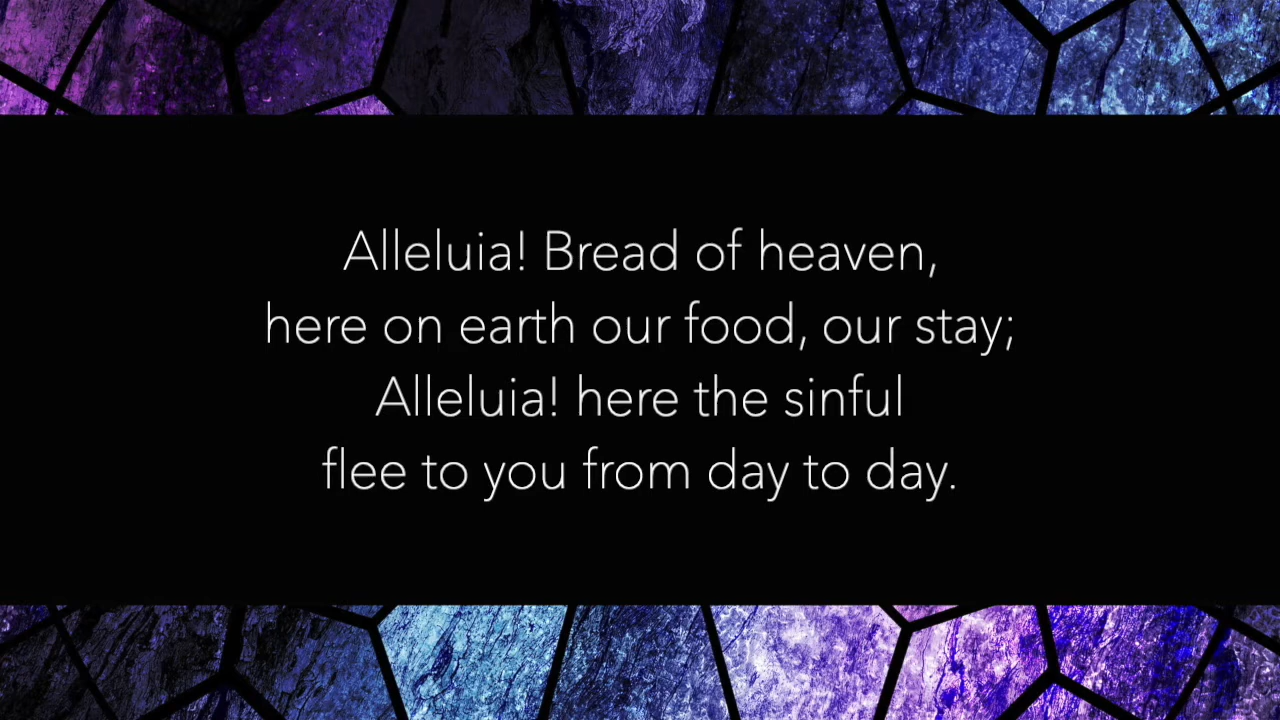 Alleluia! Bread of heaven,
here on earth our food, our stay;
Alleluia! here the sinful
flee to you from day to day.